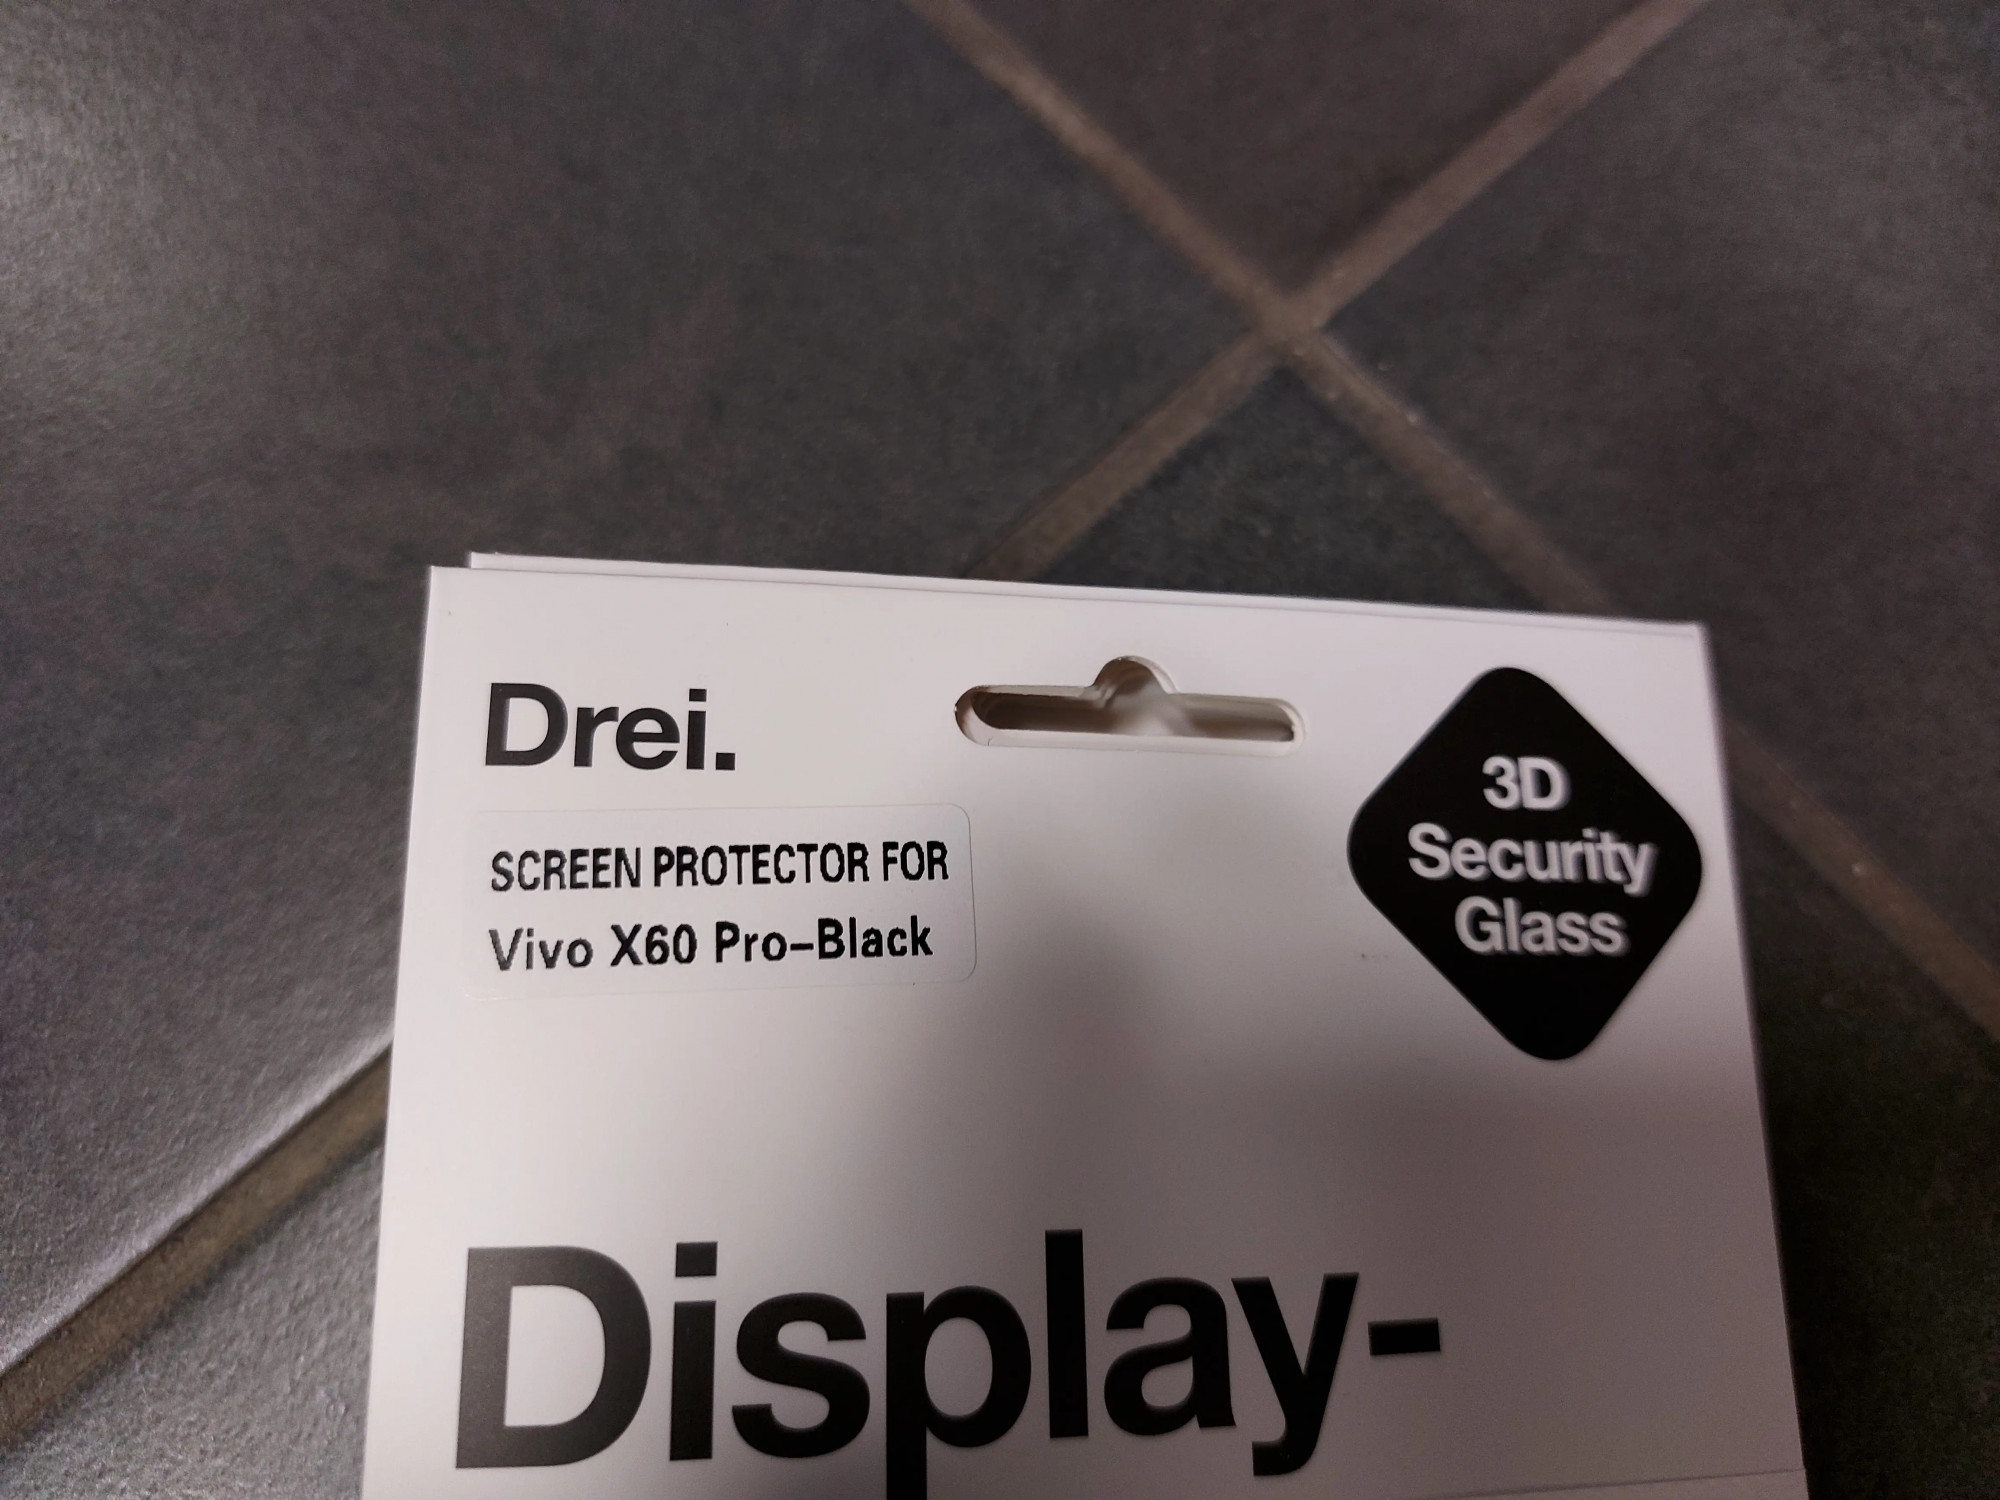 Drei.
SCREEN PROTECTOR FOR
Vivo X60 Pro-Black
3D
Security
Glass
Display-